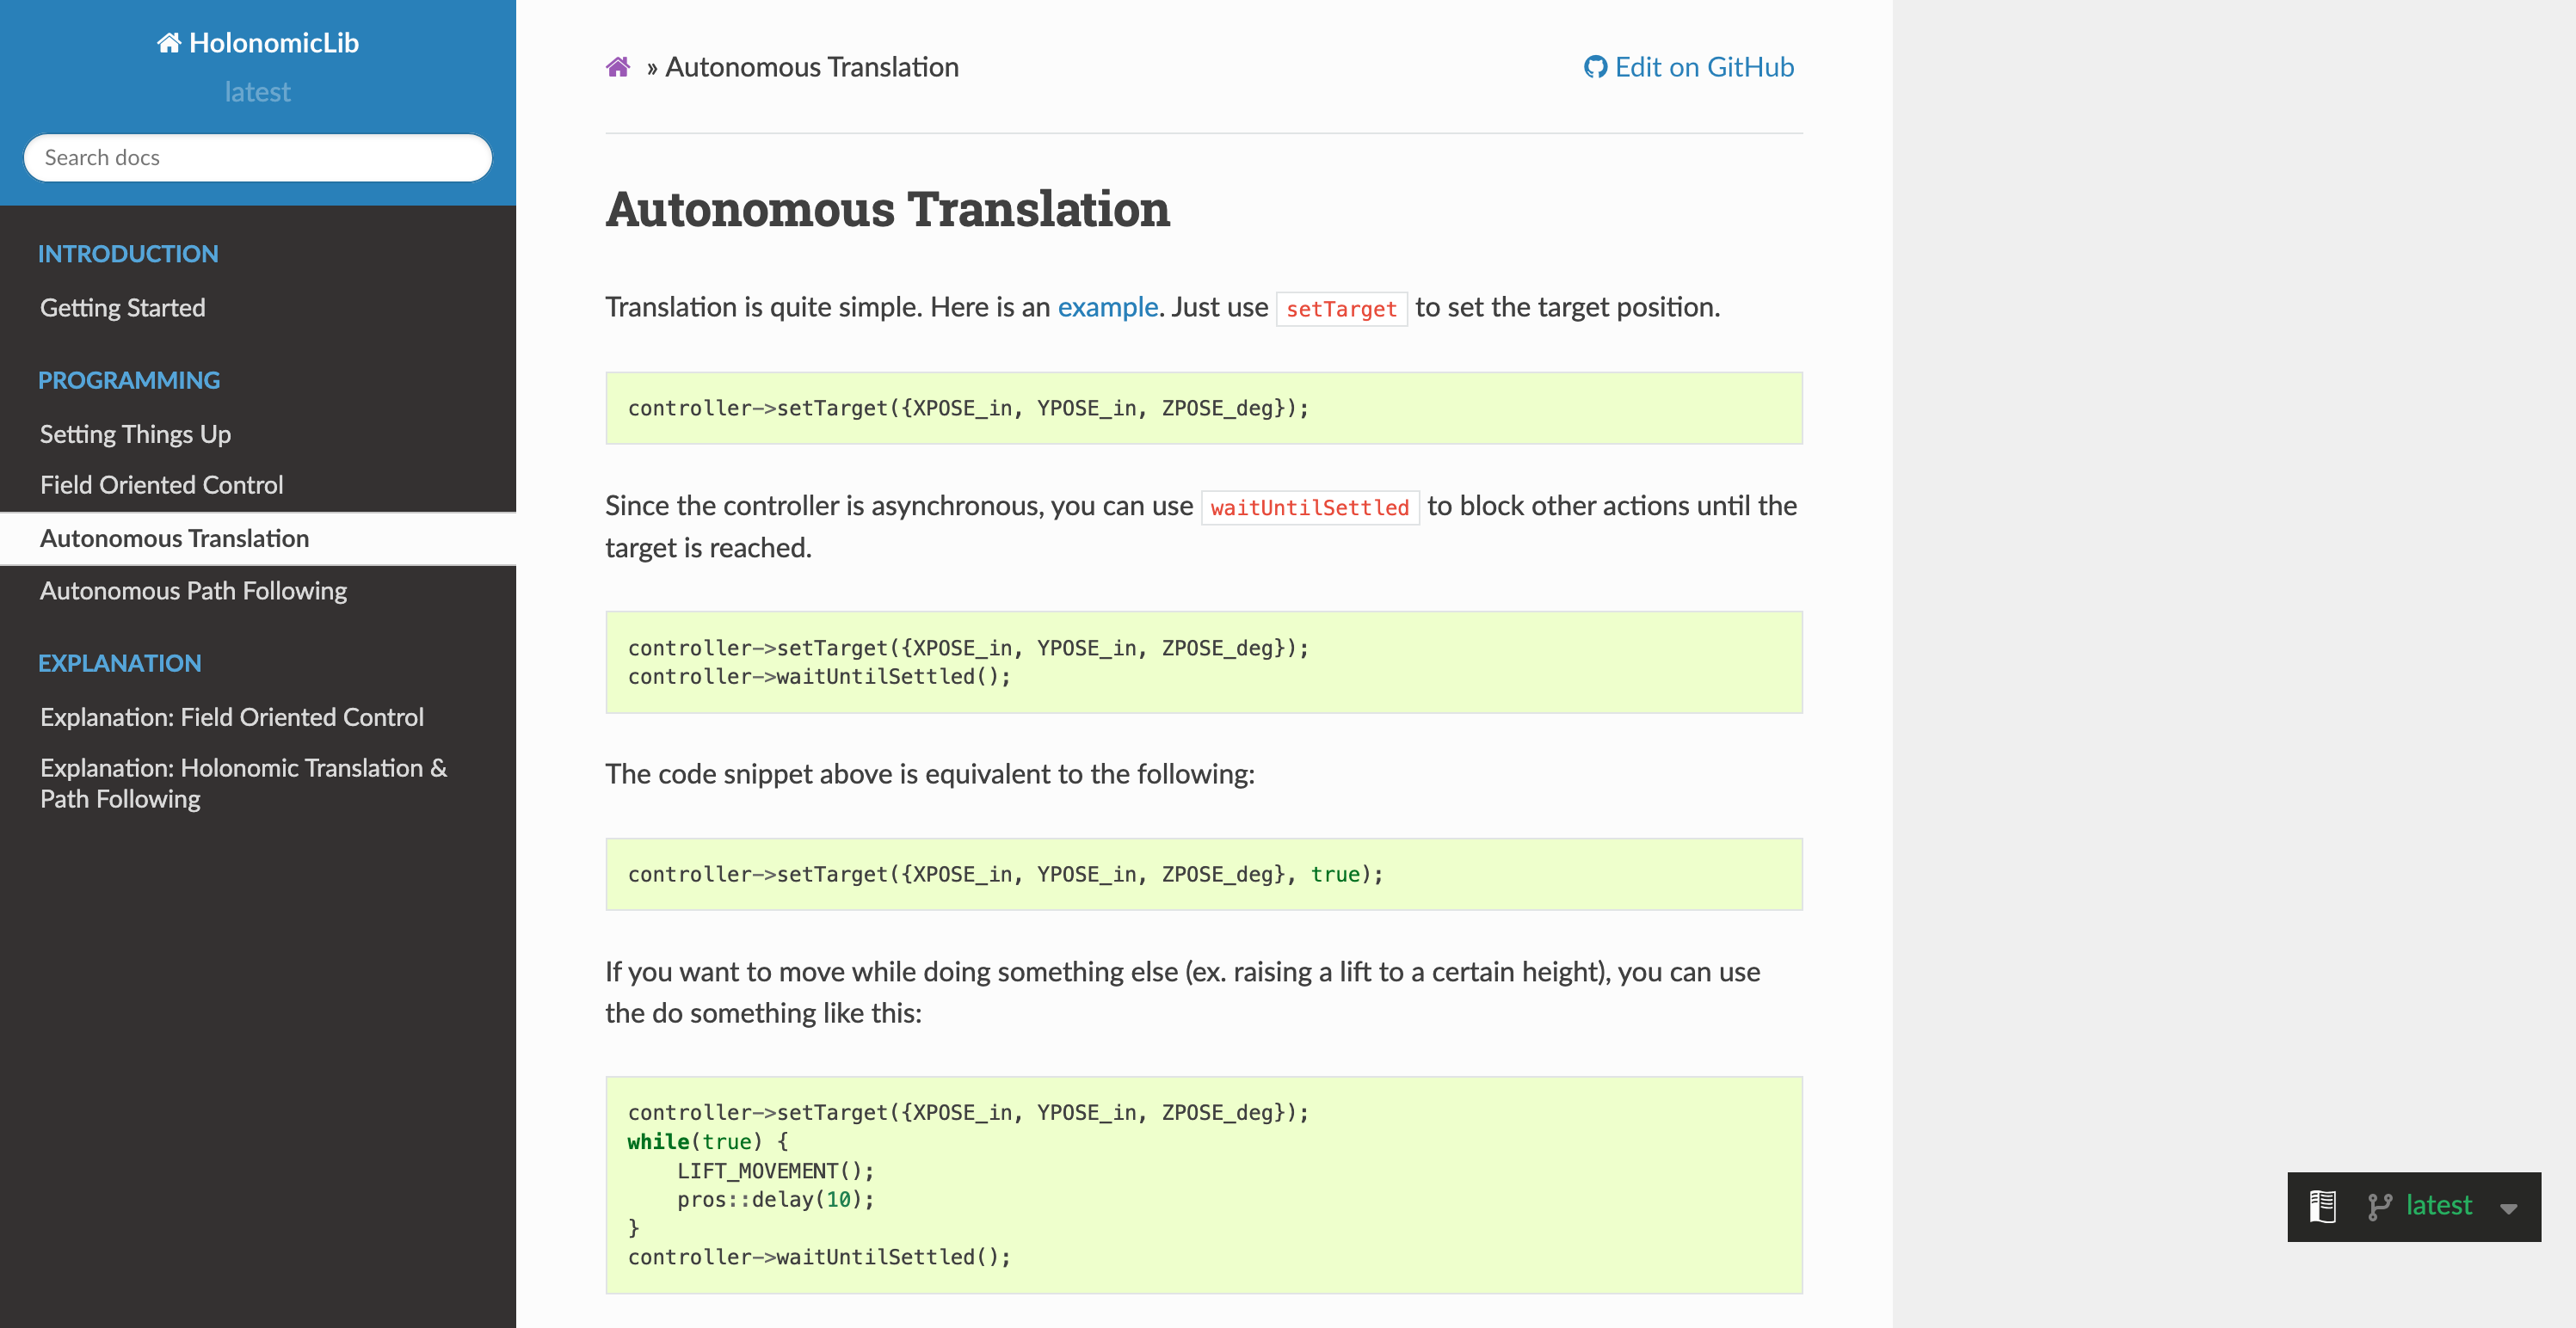 HolonomicLib
latest
Search docs
INTRODUCTION
Getting Started
PROGRAMMING
Setting Things Up
Field Oriented Control
Autonomous Translation
Autonomous Path Following
EXPLANATION
Explanation: Field Oriented Control
Explanation: Holonomic Translation &
Path Following
» Autonomous Translation
Edit on GitHub
Autonomous Translation
Translation is quite simple. Here is an example. Just use setTarget to set the target position.
controller->setTarget({XPOSE_in, YPOSE_in, ZPOSE_deg});
Since the controller is asynchronous, you can use waitUntilSettled to block other actions until the
target is reached.
controller->setTarget({XPOSE_in, YPOSE_in, ZPOSE_deg});
controller->waitUntilSettled();
The code snippet above is equivalent to the following:
controller->setTarget({XPOSE_in, YPOSE_in, ZPOSE_deg}, true);
If you want to move while doing something else (ex. raising a lift to a certain height), you can use
the do something like this:
controller->setTarget({XPOSE_in, YPOSE_in, ZPOSE_deg});
while(true) {
    LIFT_MOVEMENT();
    pros::delay(10);
}
controller->waitUntilSettled();
latest